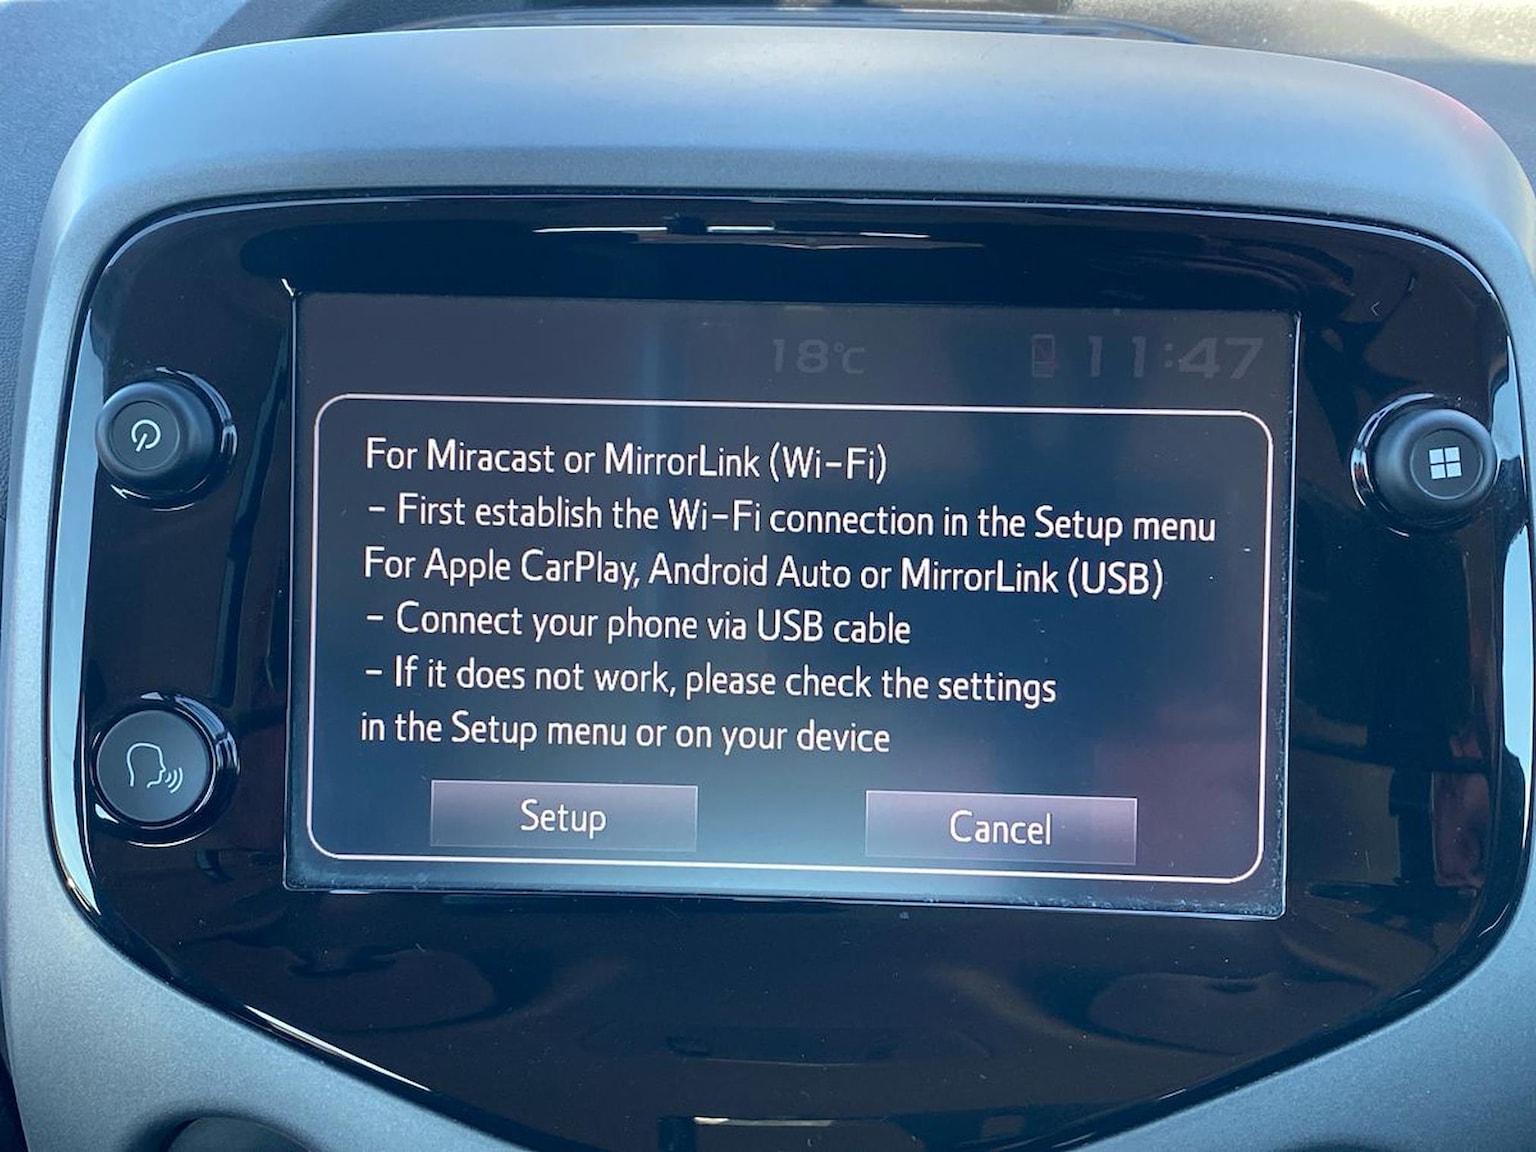 18°C 11:47
For Miracast or MirrorLink (Wi-Fi)
- First establish the Wi-Fi connection in the Setup menu
For Apple CarPlay, Android Auto or MirrorLink (USB)
- Connect your phone via USB cable
- If it does not work, please check the settings
in the Setup menu or on your device
Setup Cancel